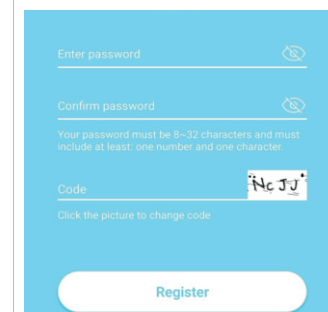 Enter password
Confirm password
Your password must be 8~32 characters and must
include at least: one number and one character.
Code
NcJJ
Click the picture to change code
Register